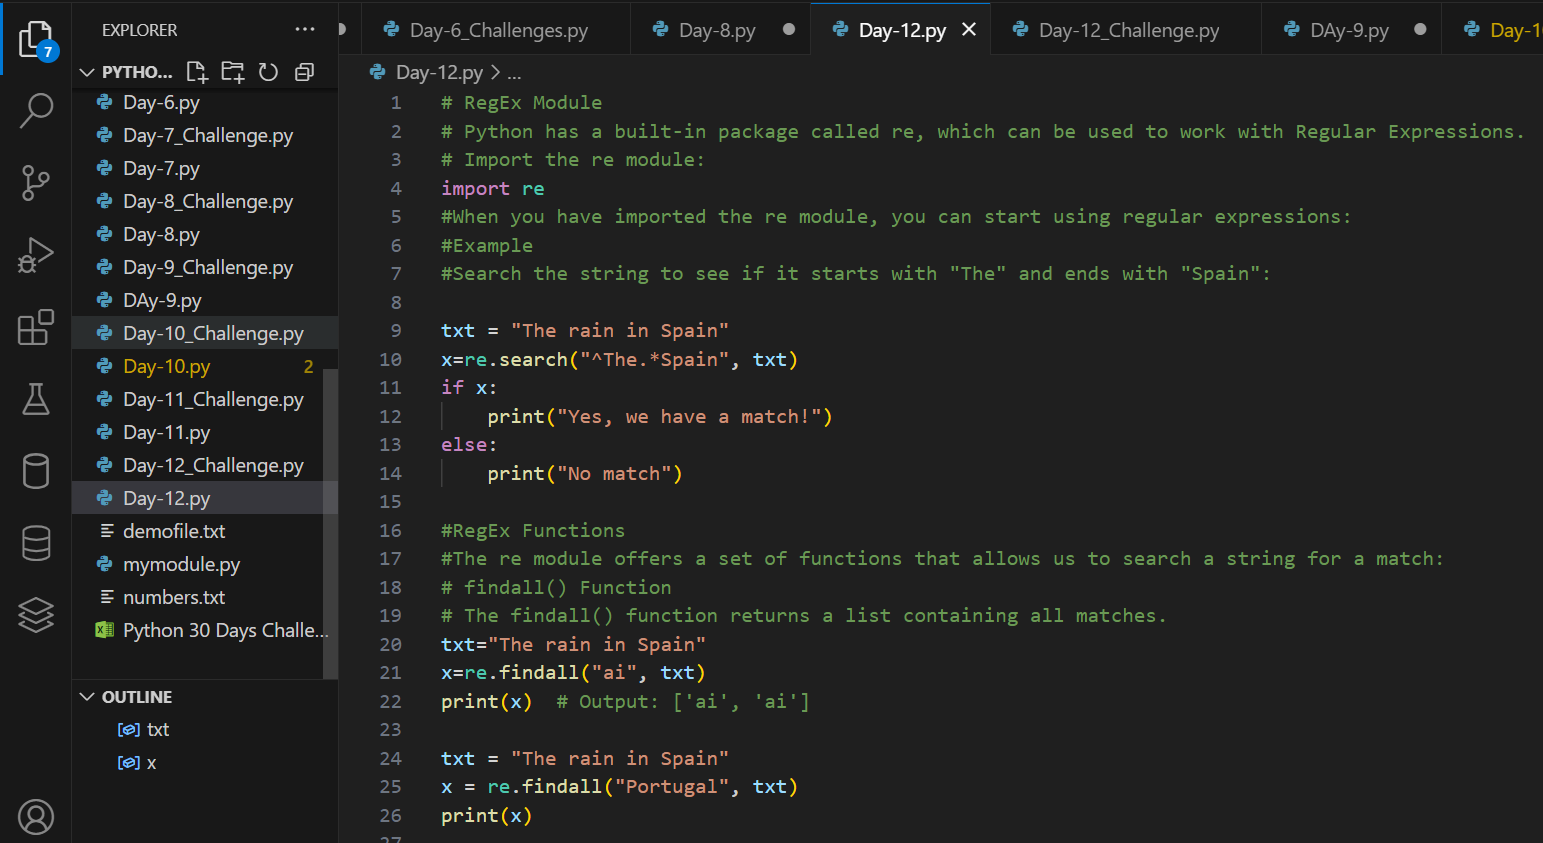 EXPLORER
7
PYTHO...
Day-6.py
Day-7_Challenge.py
Day-7.py
Day-8_Challenge.py
Day-8.py
Day-9_Challenge.py
DAy-9.py
Day-10_Challenge.py
Day-10.py 2
Day-11_Challenge.py
Day-11.py
Day-12_Challenge.py
Day-12.py
demofile.txt
mymodule.py
numbers.txt
Python 30 Days Challe...
OUTLINE
txt
x
Day-6_Challenges.py Day-8.py Day-12.py Day-12_Challenge.py DAy-9.py Day-1
Day-12.py > ...
1 # RegEx Module
2 # Python has a built-in package called re, which can be used to work with Regular Expressions.
3 # Import the re module:
4 import re
5 #When you have imported the re module, you can start using regular expressions:
6 #Example
7 #Search the string to see if it starts with "The" and ends with "Spain":
8
9 txt = "The rain in Spain"
10 x=re.search("^The.*Spain", txt)
11 if x:
12     print("Yes, we have a match!")
13 else:
14     print("No match")
15
16 #RegEx Functions
17 #The re module offers a set of functions that allows us to search a string for a match:
18 # findall() Function
19 # The findall() function returns a list containing all matches.
20 txt="The rain in Spain"
21 x=re.findall("ai", txt)
22 print(x)  # Output: ['ai', 'ai']
23
24 txt = "The rain in Spain"
25 x = re.findall("Portugal", txt)
26 print(x)